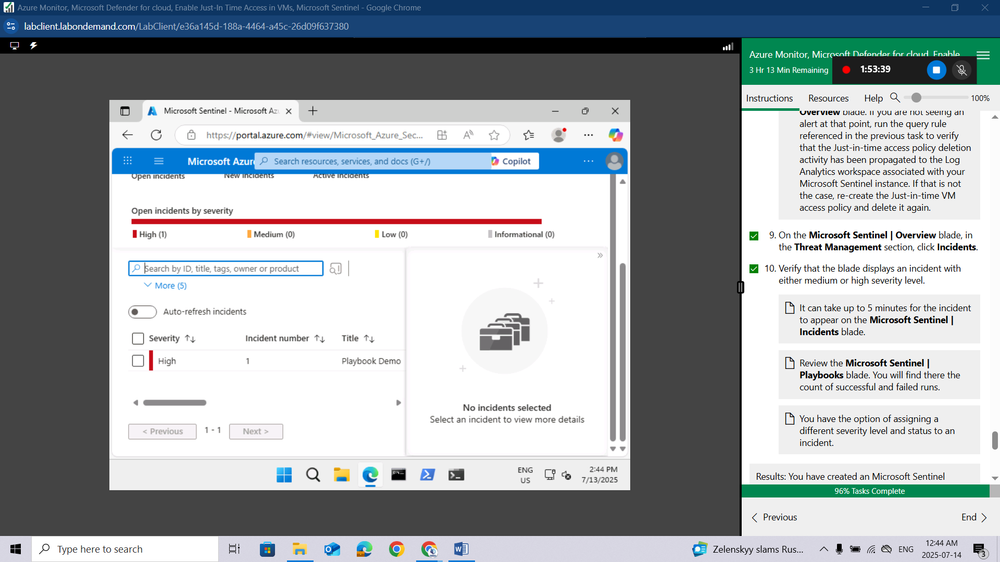 Azure Monitor, Microsoft Defender for cloud, Enable Just-In Time Access in VMs, Microsoft Sentinel - Google Chrome
labclient.labondemand.com/LabClient/e36a145d-188a-4464-a45c-26d09f637380
Azure Monitor, Microsoft Defender for cloud, Enable
3 Hr 13 Min Remaining
1:53:39
Instructions
Resources
Help
100%
Microsoft Sentinel - Microsoft Az
https://portal.azure.com/#view/Microsoft_Azure_Sec...
Microsoft Azur
Search resources, services, and docs (G+/)
Copilot
Open incidents
New incidents
Active incidents
Open incidents by severity
High (1)
Medium (0)
Low (0)
Informational (0)
Search by ID, title, tags, owner or product
More (5)
Auto-refresh incidents
Severity
Incident number
Title
High
1
Playbook Demo
< Previous
1 - 1
Next >
No incidents selected
Select an incident to view more details
ENG
US
2:44 PM
7/13/2025
Overview blade. If you are not seeing an
alert at that point, run the query rule
referenced in the previous task to verify
that the Just-in-time access policy deletion
activity has been propagated to the Log
Analytics workspace associated with your
Microsoft Sentinel instance. If that is not
the case, re-create the Just-in-time VM
access policy and delete it again.
9. On the Microsoft Sentinel | Overview blade, in
the Threat Management section, click Incidents.
10. Verify that the blade displays an incident with
either medium or high severity level.
It can take up to 5 minutes for the incident
to appear on the Microsoft Sentinel |
Incidents blade.
Review the Microsoft Sentinel |
Playbooks blade. You will find there the
count of successful and failed runs.
You have the option of assigning a
different severity level and status to an
incident.
Results: You have created an Microsoft Sentinel
96% Tasks Complete
Previous
End
Type here to search
Zelenskyy slams Rus...
ENG
12:44 AM
2025-07-14
3